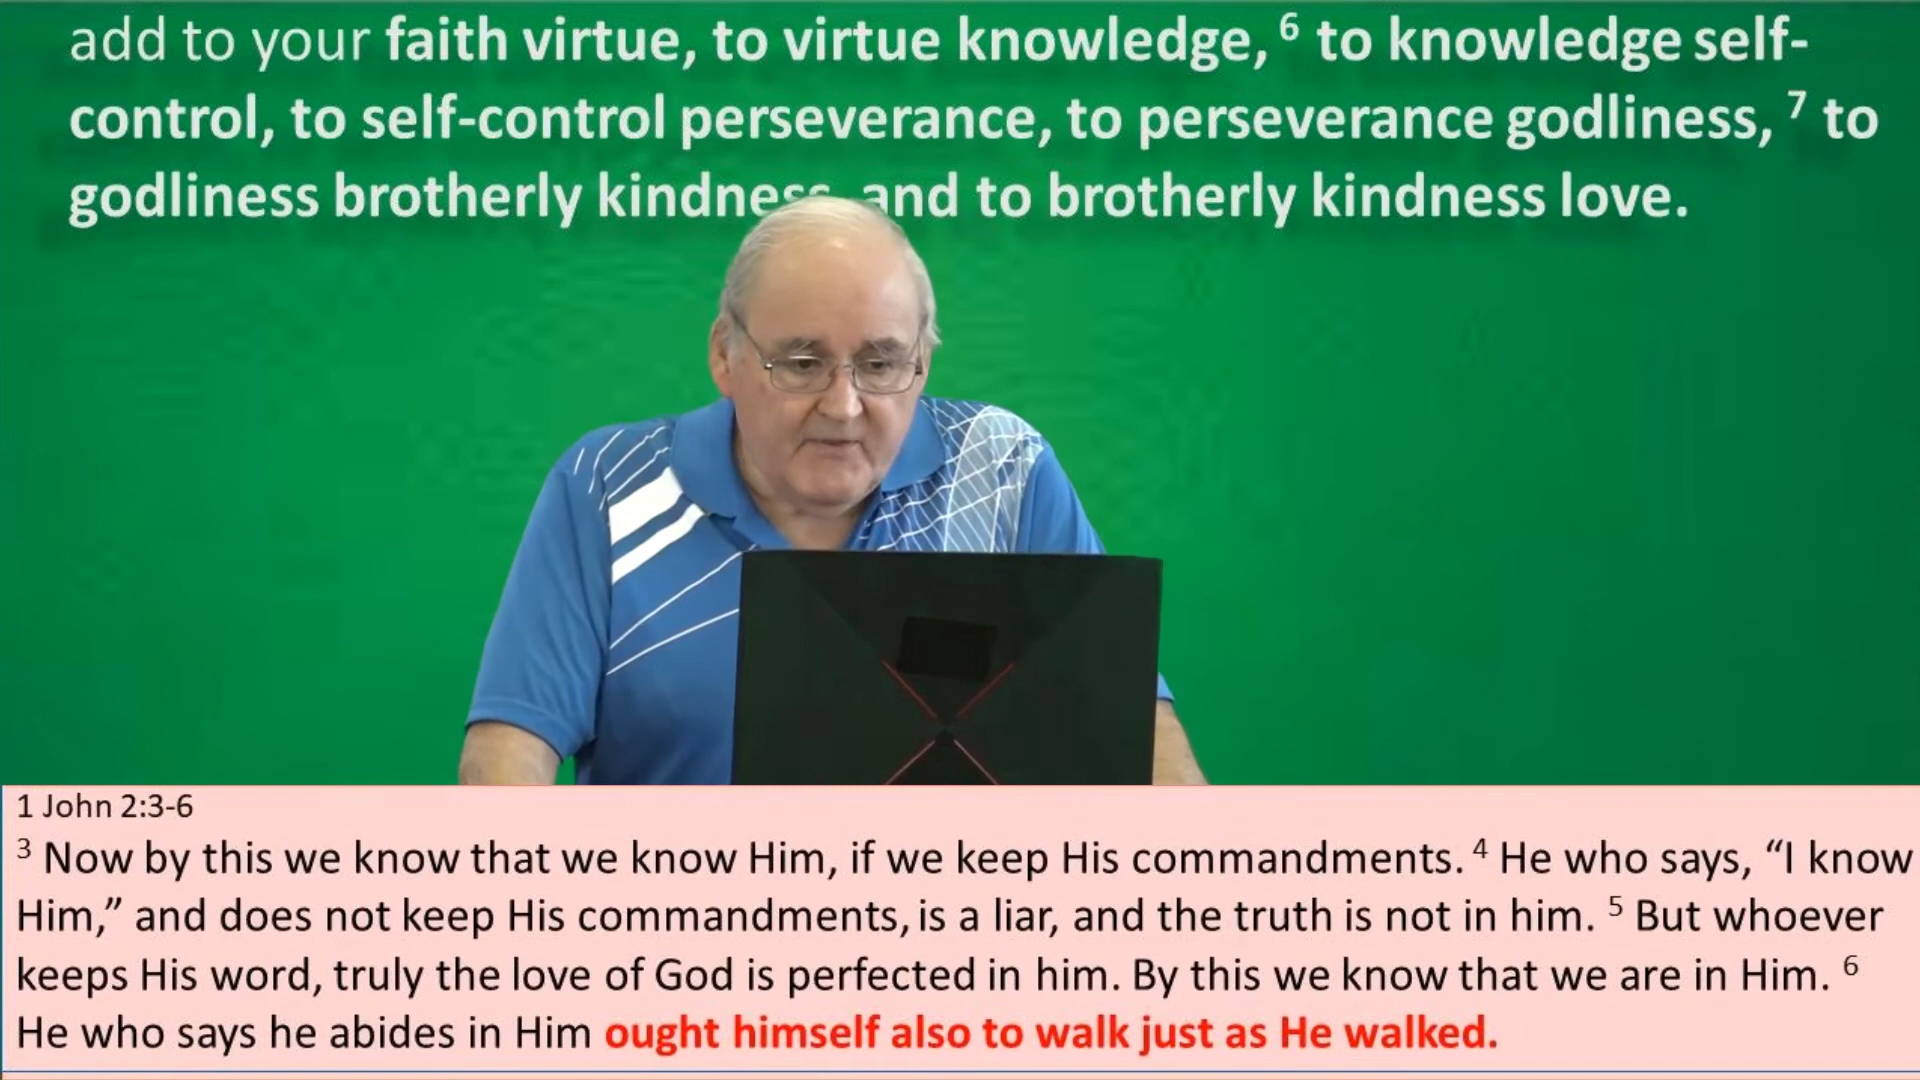 add to your faith virtue, to virtue knowledge, 6 to knowledge self-
control, to self-control perseverance, to perseverance godliness, 7 to
godliness brotherly kindness and to brotherly kindness love.
1 John 2:3-6
3 Now by this we know that we know Him, if we keep His commandments. 4 He who says, “I know
Him,” and does not keep His commandments, is a liar, and the truth is not in him. 5 But whoever
keeps His word, truly the love of God is perfected in him. By this we know that we are in Him. 6
He who says he abides in Him ought himself also to walk just as He walked.